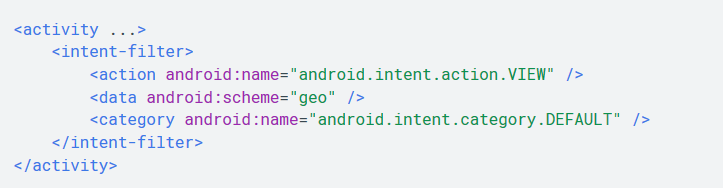 <activity ...>
    <intent-filter>
        <action android:name="android.intent.action.VIEW" />
        <data android:scheme="geo" />
        <category android:name="android.intent.category.DEFAULT" />
    </intent-filter>
</activity>